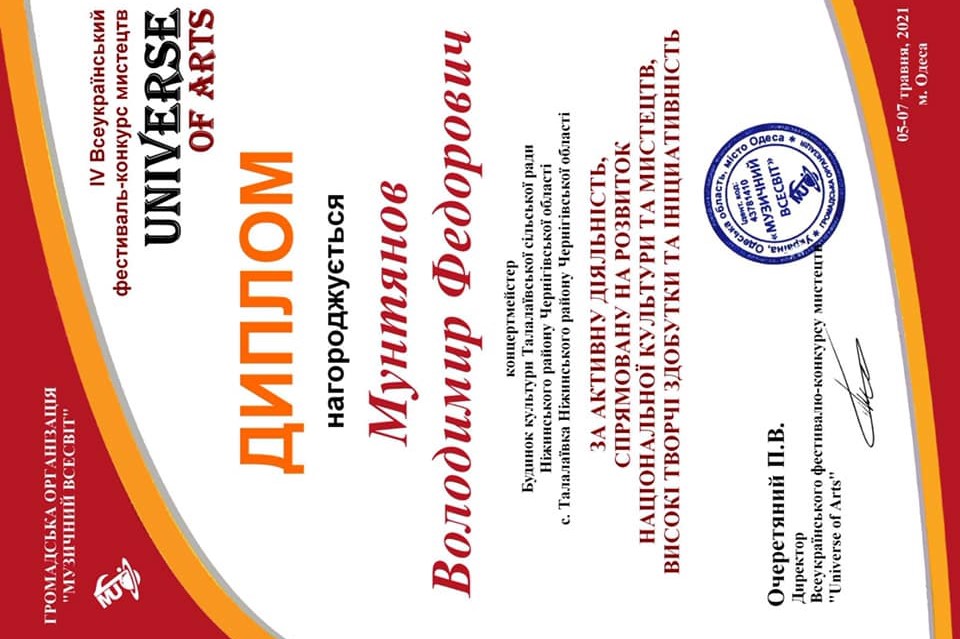 ГРОМАДСЬКА ОРГАНІЗАЦІЯ
"МУЗИЧНИЙ ВСЕСВІТ"
IV Всеукраїнський
фестиваль-конкурс мистецтв
UNIVERSE
OF ARTS
ДИПЛОМ
нагороджується
Мунтянов
Володимир Федорович
концертмейстер
Будинок культури Талалаївської сільської ради
Ніжинського району Чернігівської області
с. Талалаївка Ніжинського району Чернігівської області
ЗА АКТИВНУ ДІЯЛЬНІСТЬ,
СПРЯМОВАНУ НА РОЗВИТОК
НАЦІОНАЛЬНОЇ КУЛЬТУРИ ТА МИСТЕЦТВ,
ВИСОКІ ТВОРЧІ ЗДОБУТКИ ТА ІНІЦІАТИВНІСТЬ
Очеретяний П.В.
Директор
Всеукраїнського фестивалю-конкурсу мистецтв
"Universe of Arts"
Україна, Одеська область, місто Одеса
ГРОМАДСЬКА ОРГАНІЗАЦІЯ
Ідент. код:
43781410
«МУЗИЧНИЙ
ВСЕСВІТ»
05-07 травня, 2021
м. Одеса